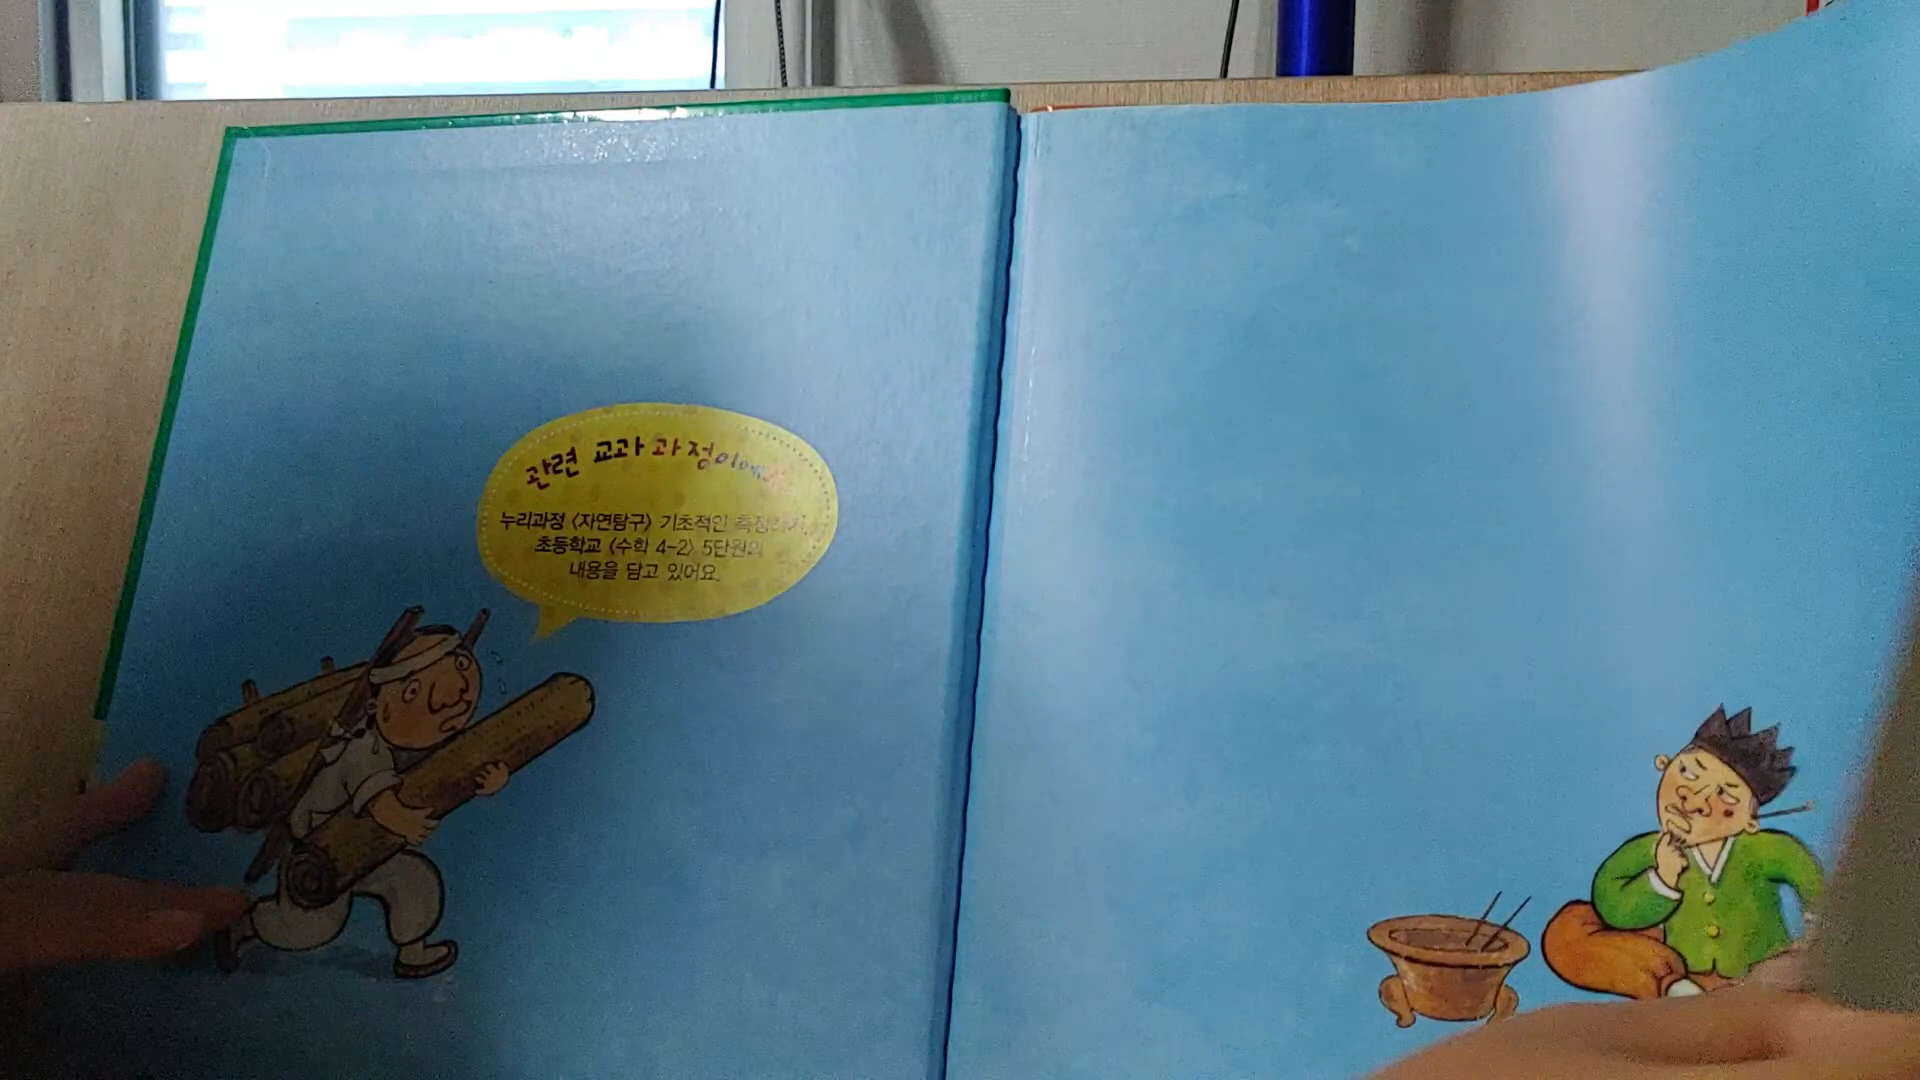 관련 교과 과정이에요
누리과정 〈자연탐구〉 기초적인 측정하기,
초등학교 〈수학 4-2〉 5단원의
내용을 담고 있어요.